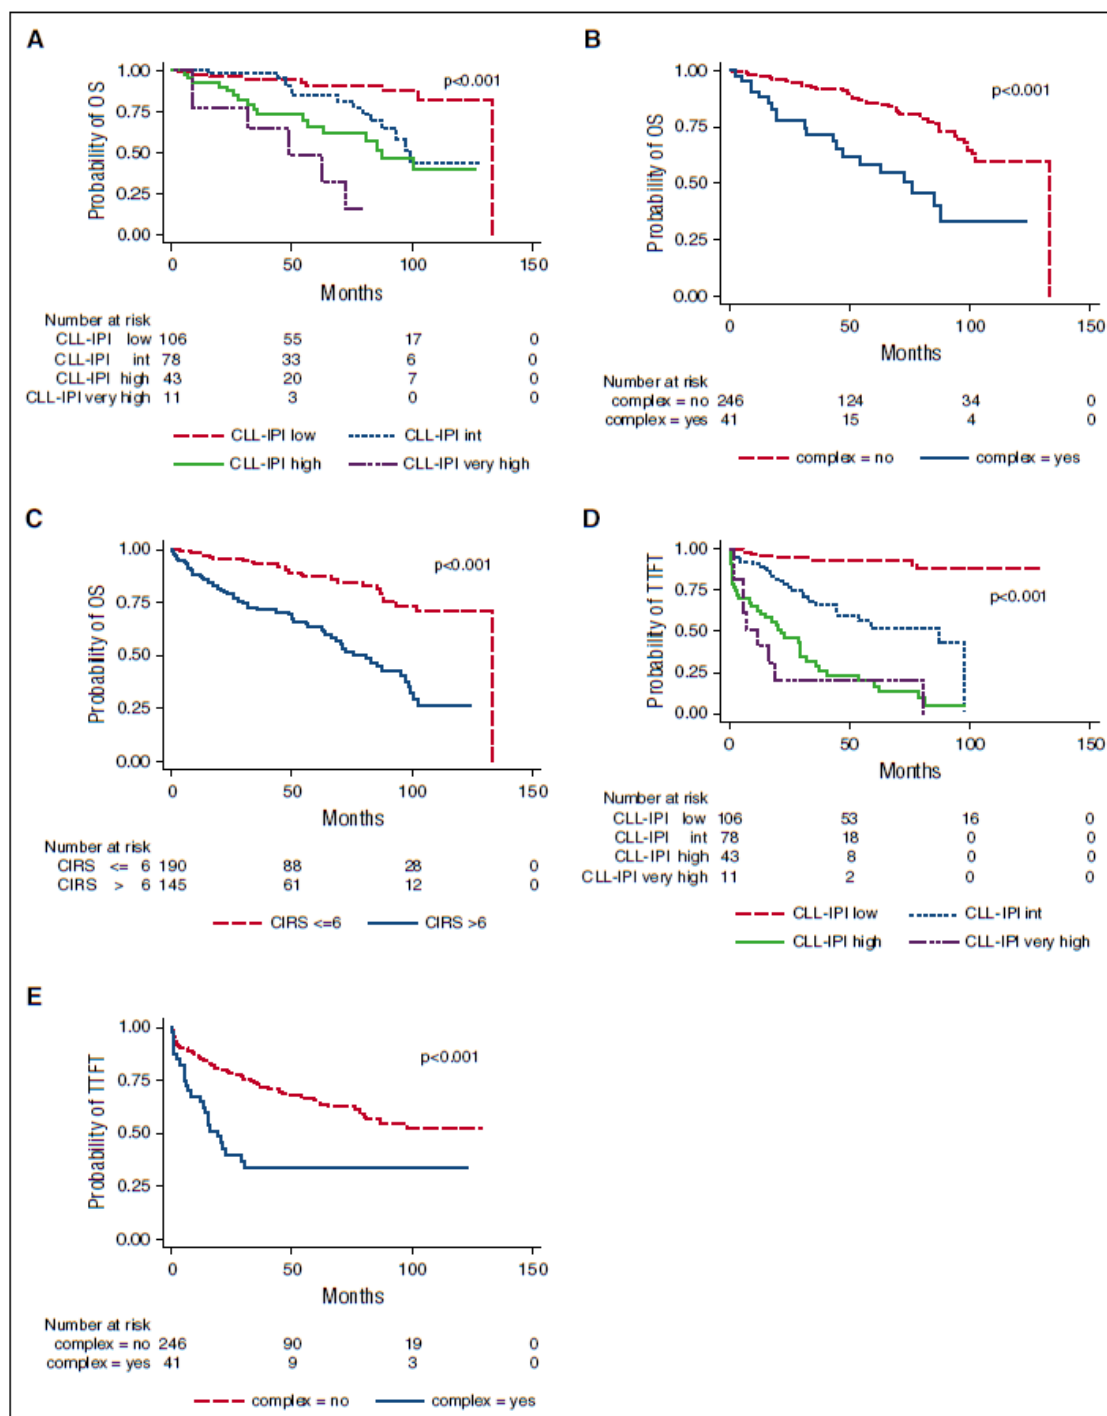 A
1.00
0.75
0.50
0.25
0.00
Probability of OS
p<0.001
0 50 100 150
Months
Number at risk
CLL-IPI low 106 55 17 0
CLL-IPI int 78 33 6 0
CLL-IPI high 43 20 7 0
CLL-IPI very high 11 3 0 0
CLL-IPI low CLL-IPI int
CLL-IPI high CLL-IPI very high
B
1.00
0.75
0.50
0.25
0.00
Probability of OS
p<0.001
0 50 100 150
Months
Number at risk
complex = no 246 124 34 0
complex = yes 41 15 4 0
complex = no complex = yes
C
1.00
0.75
0.50
0.25
0.00
Probability of OS
p<0.001
0 50 100 150
Months
Number at risk
CIRS <= 6 190 88 28 0
CIRS > 6 145 61 12 0
CIRS <=6 CIRS >6
D
1.00
0.75
0.50
0.25
0.00
Probability of TTFT
p<0.001
0 50 100 150
Months
Number at risk
CLL-IPI low 106 53 16 0
CLL-IPI int 78 18 0 0
CLL-IPI high 43 8 0 0
CLL-IPI very high 11 2 0 0
CLL-IPI low CLL-IPI int
CLL-IPI high CLL-IPI very high
E
1.00
0.75
0.50
0.25
0.00
Probability of TTFT
p<0.001
0 50 100 150
Months
Number at risk
complex = no 246 90 19 0
complex = yes 41 9 3 0
complex = no complex = yes